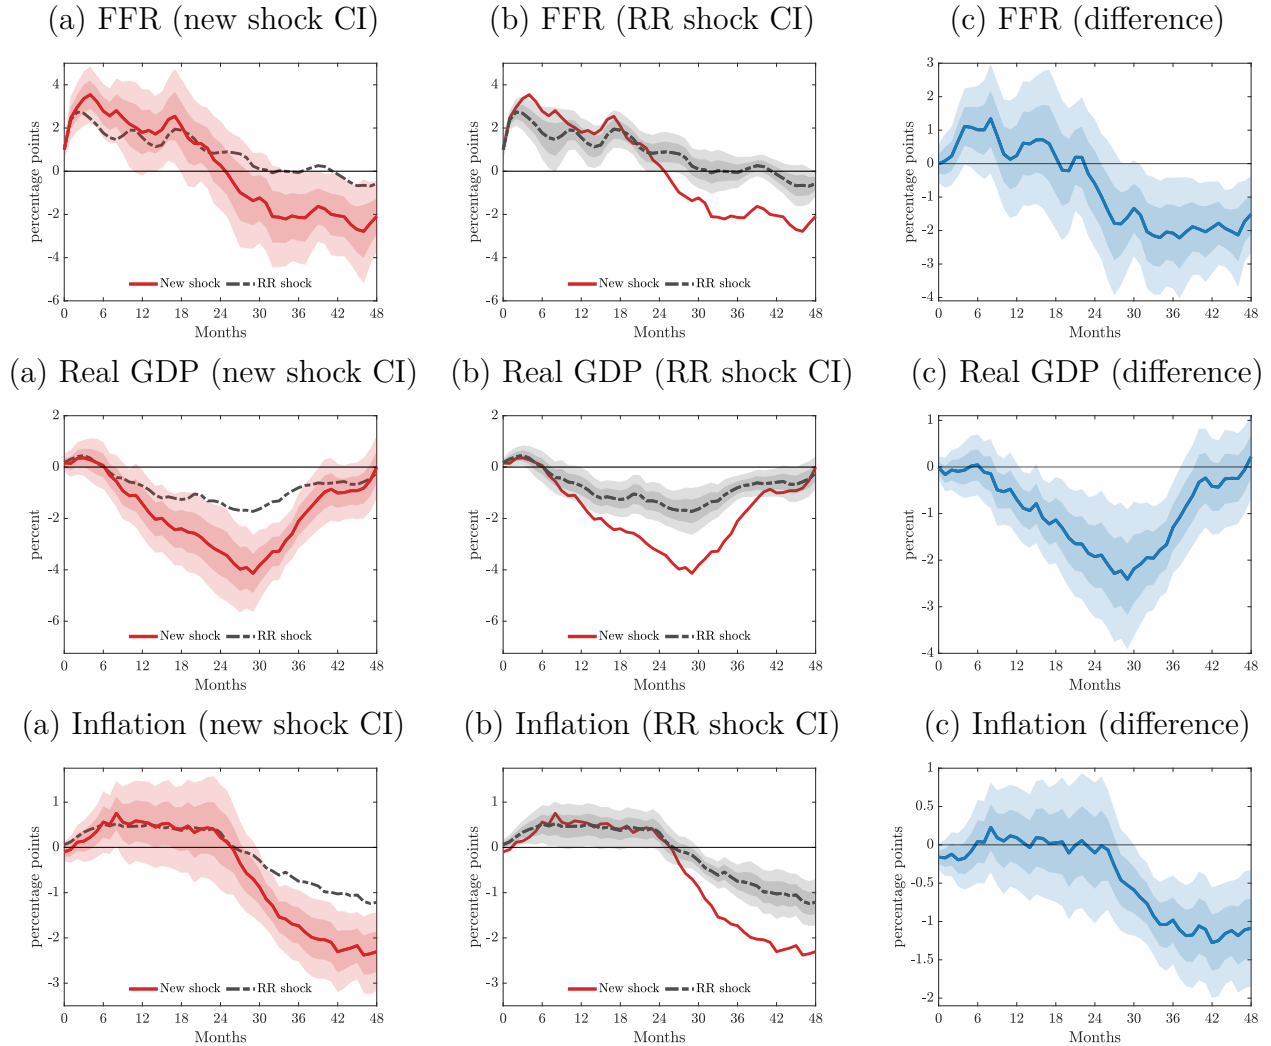 (a) FFR (new shock CI)
(b) FFR (RR shock CI)
(c) FFR (difference)
percentage points
4
2
0
-2
-4
-6
New shock
RR shock
0 6 12 18 24 30 36 42 48
Months
percentage points
4
2
0
-2
-4
-6
New shock
RR shock
0 6 12 18 24 30 36 42 48
Months
percentage points
3
2
1
0
-1
-2
-3
-4
0 6 12 18 24 30 36 42 48
Months
(a) Real GDP (new shock CI)
(b) Real GDP (RR shock CI)
(c) Real GDP (difference)
percent
2
0
-2
-4
-6
New shock
RR shock
0 6 12 18 24 30 36 42 48
Months
percent
2
0
-2
-4
-6
New shock
RR shock
0 6 12 18 24 30 36 42 48
Months
percent
1
0
-1
-2
-3
-4
0 6 12 18 24 30 36 42 48
Months
(a) Inflation (new shock CI)
(b) Inflation (RR shock CI)
(c) Inflation (difference)
percentage points
1
0
-1
-2
-3
New shock
RR shock
0 6 12 18 24 30 36 42 48
Months
percentage points
1
0
-1
-2
-3
New shock
RR shock
0 6 12 18 24 30 36 42 48
Months
percentage points
1
0.5
0
-0.5
-1
-1.5
-2
0 6 12 18 24 30 36 42 48
Months